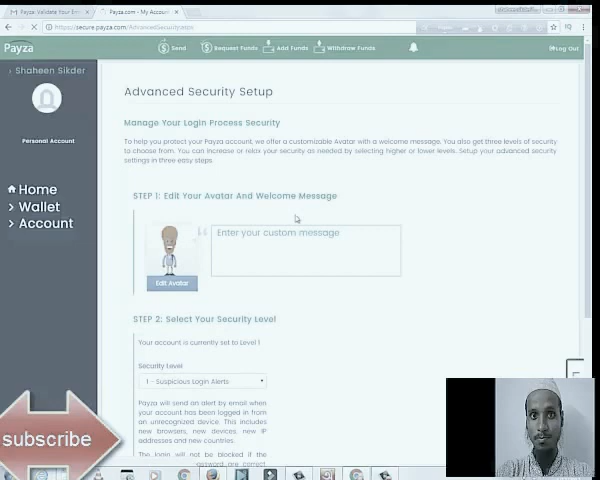 Payza: Validate Your Em
Payza.com - My Account
https://secure.payza.com/AdvancedSecurity.aspx
Payza
Send
Request Funds
Add Funds
Withdraw Funds
Log Out
Shaheen Sikder
Personal Account
Home
Wallet
Account
Advanced Security Setup
Manage Your Login Process Security
To help you protect your Payza account, we offer a customizable Avatar with a welcome message. You also get three levels of security
to choose from. You can increase or relax your security as needed by selecting higher or lower levels. Setup your advanced security
settings in three easy steps.
STEP 1: Edit Your Avatar And Welcome Message
Enter your custom message
Edit Avatar
STEP 2: Select Your Security Level
Your account is currently set to Level 1
Security Level
1 - Suspicious Login Alerts
Payza will send an alert by email when
your account has been logged in from
an unrecognized device. This includes
new browsers, new devices, new IP
addresses and new countries.
The login will not be blocked if the
password are correct
subscribe